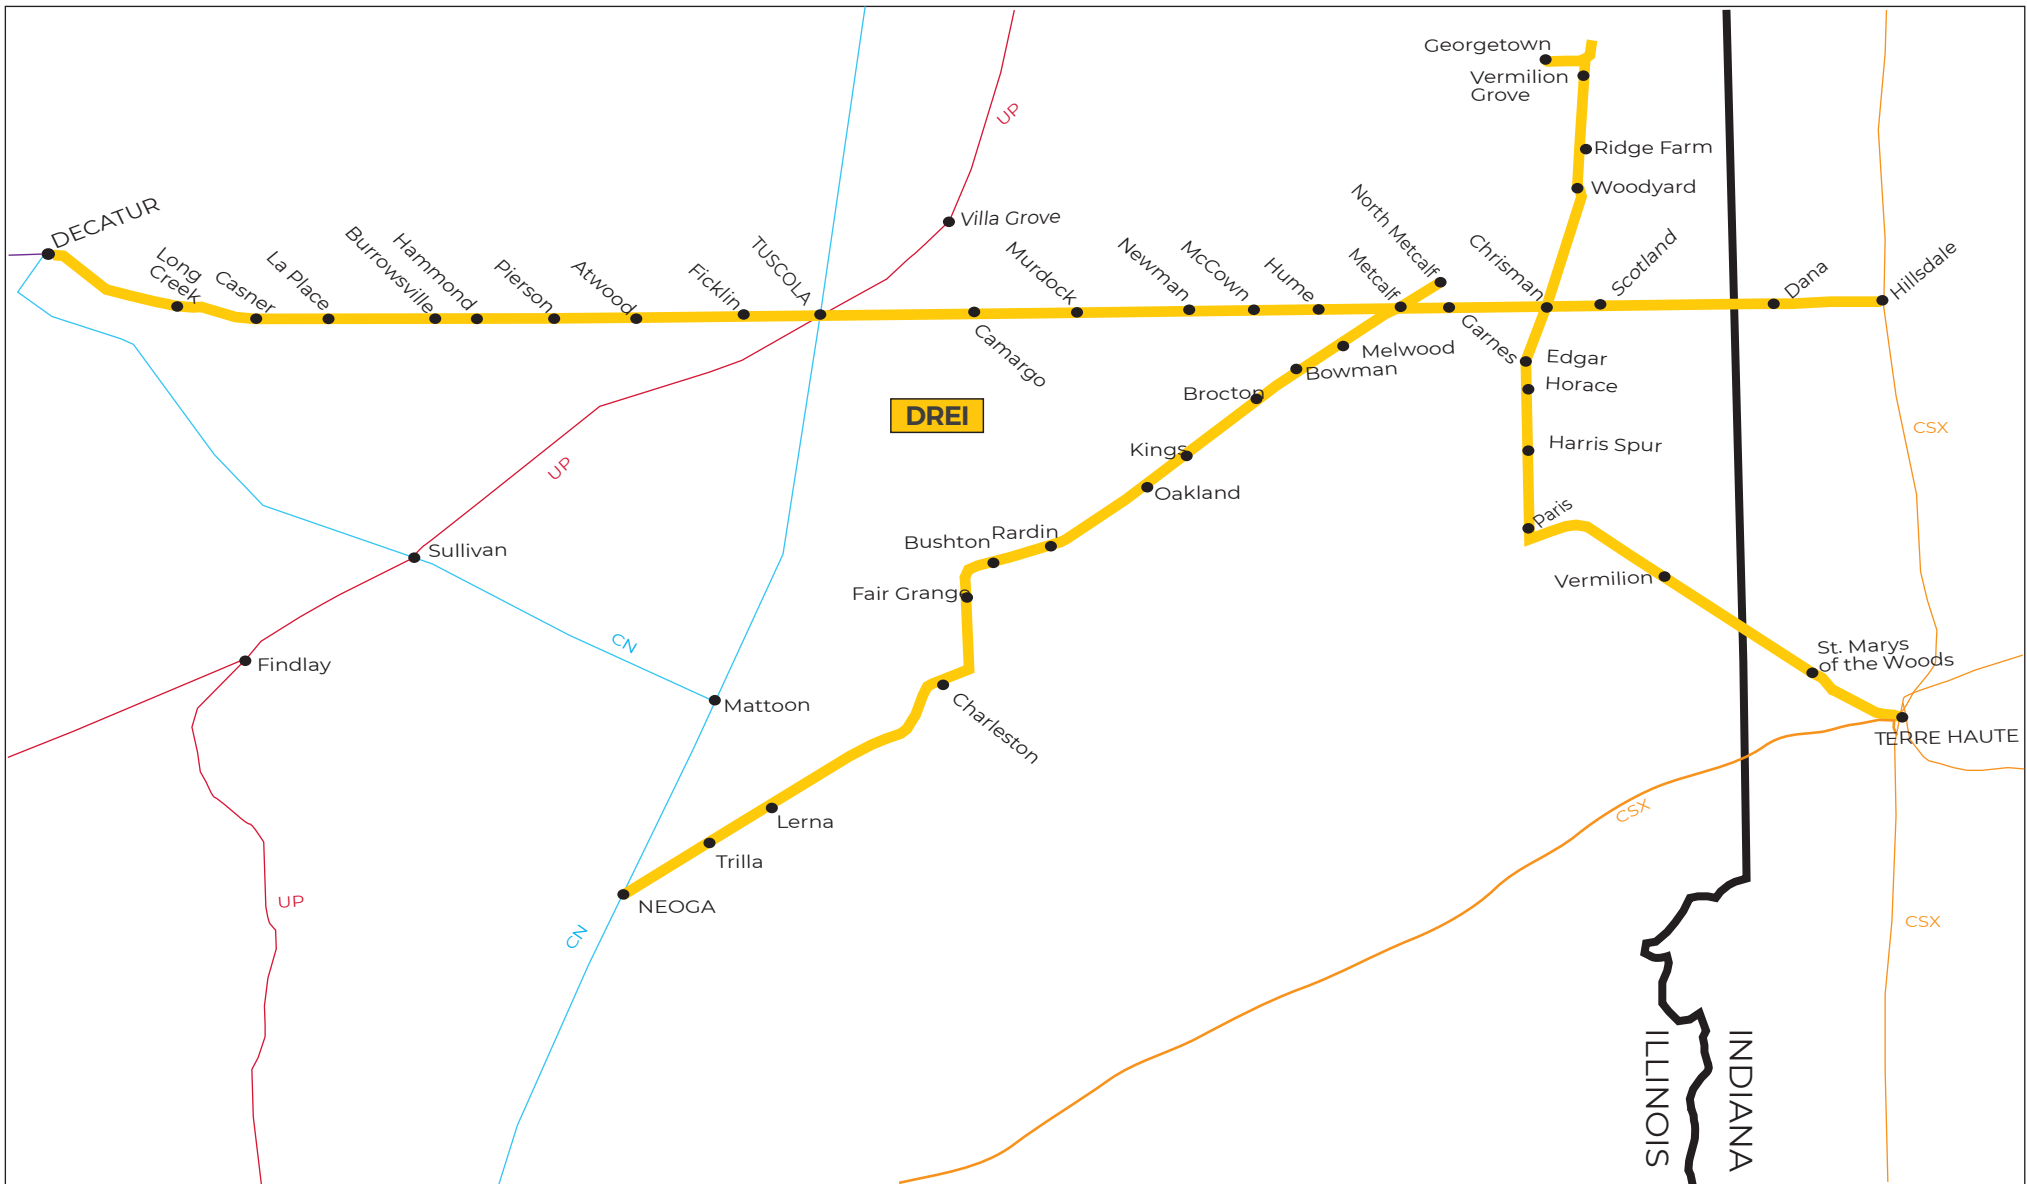 Georgetown
Vermilion
Grove
UP
Ridge Farm
Woodyard
DECATUR
Long
Creek
Casner
La Place
Burrowsville
Hammond
Pierson
Atwood
Ficklin
TUSCOLA
Villa Grove
Camargo
Murdock
Newman
McCown
Hume
Metcalf
North Metcalf
Garnes
Chrisman
Scotland
Dana
Hillsdale
Melwood
Bowman
Edgar
Horace
Brocton
DREI
CSX
Kings
Harris Spur
UP
Oakland
Paris
Rardin
Bushton
Sullivan
Vermilion
Fair Grange
CN
St. Marys
of the Woods
Findlay
Mattoon
Charleston
TERRE HAUTE
CSX
Lerna
Trilla
UP
NEOGA
CN
CSX
ILLINOIS
INDIANA